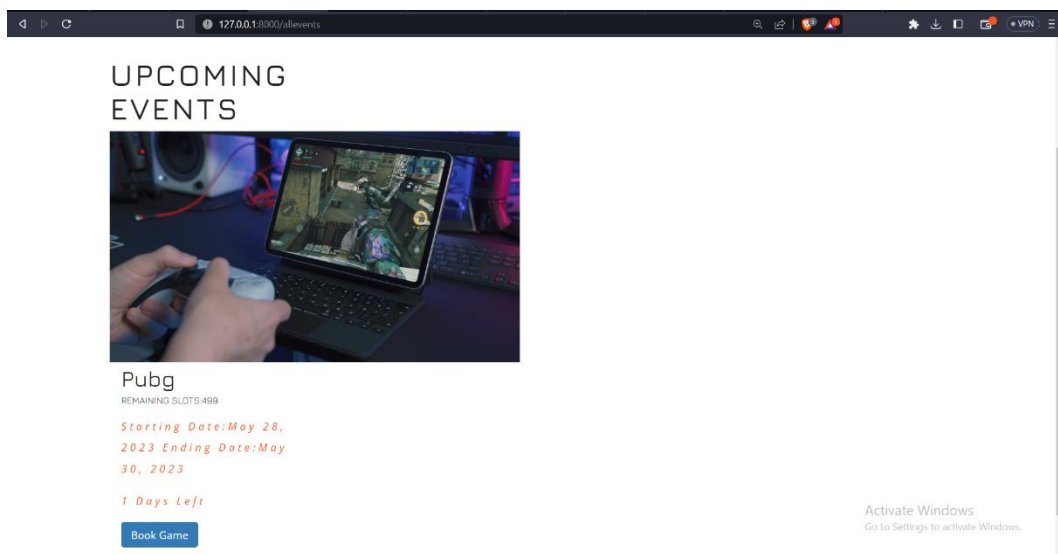 127.0.0.1:8000/allevents
VPN
UPCOMING
EVENTS
Pubg
REMAINING SLOTS:499
Starting Date:May 28,
2023 Ending Date:May
30, 2023
1 Days Left
Book Game
Activate Windows
Go to Settings to activate Windows.